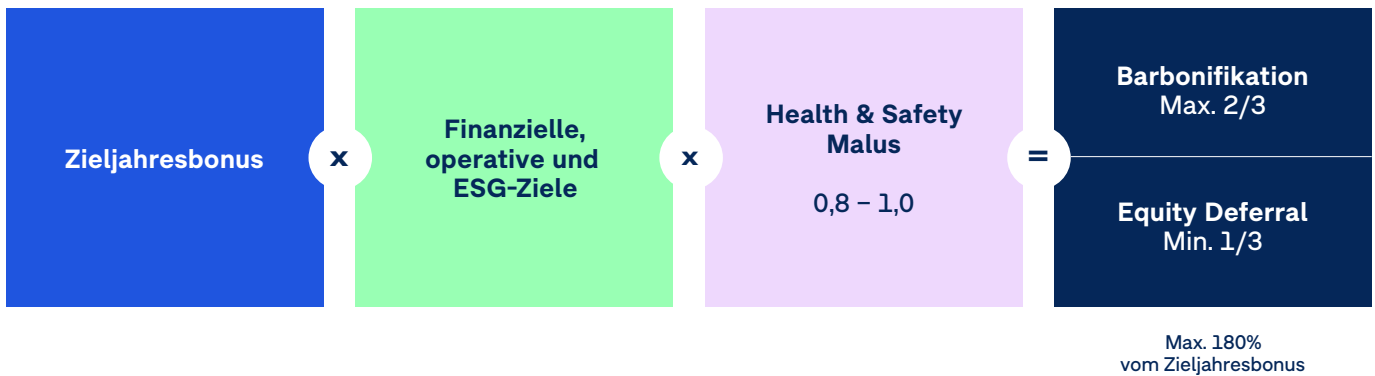 Zieljahresbonus
x
Finanzielle,
operative und
ESG-Ziele
x
Health & Safety
Malus
0,8 – 1,0
=
Barbonifikation
Max. 2/3
Equity Deferral
Min. 1/3
Max. 180%
vom Zieljahresbonus